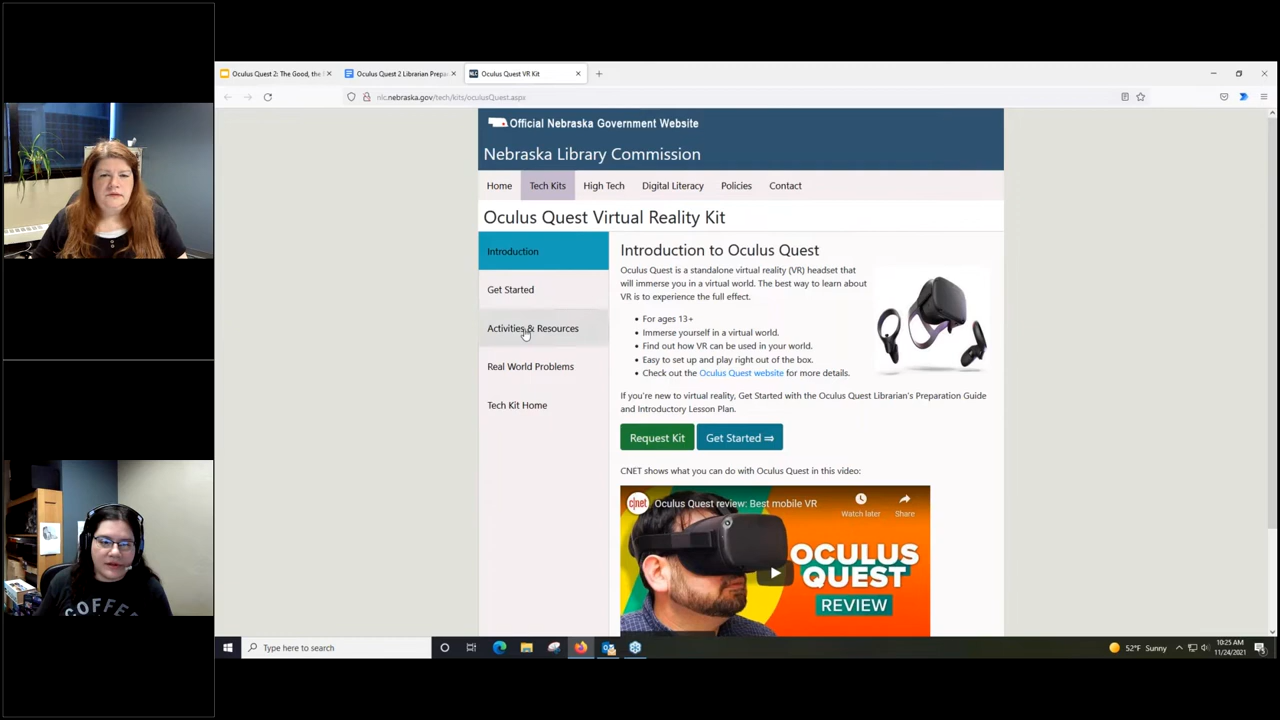 Oculus Quest 2: The Good, the
Oculus Quest 2 Librarian Prepa
NLC
Oculus Quest VR Kit
nlc.nebraska.gov/tech/kits/oculusQuest.aspx
Official Nebraska Government Website
Nebraska Library Commission
Home
Tech Kits
High Tech
Digital Literacy
Policies
Contact
Oculus Quest Virtual Reality Kit
Introduction
Get Started
Activities & Resources
Real World Problems
Tech Kit Home
Introduction to Oculus Quest
Oculus Quest is a standalone virtual reality (VR) headset that
will immerse you in a virtual world. The best way to learn about
VR is to experience the full effect.
• For ages 13+
• Immerse yourself in a virtual world.
• Find out how VR can be used in your world.
• Easy to set up and play right out of the box.
• Check out the Oculus Quest website for more details.
If you're new to virtual reality, Get Started with the Oculus Quest Librarian's Preparation Guide
and Introductory Lesson Plan.
Request Kit
Get Started ⇒
CNET shows what you can do with Oculus Quest in this video:
c|net
Oculus Quest review: Best mobile VR
Watch later
Share
OCULUS
QUEST
REVIEW
COFFEE
Type here to search
52°F Sunny
10:25 AM
11/24/2021